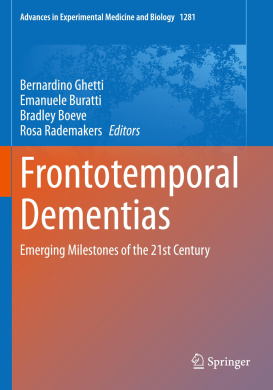 Advances in Experimental Medicine and Biology 1281
Bernardino Ghetti
Emanuele Buratti
Bradley Boeve
Rosa Rademakers Editors
Frontotemporal
Dementias
Emerging Milestones of the 21st Century
Springer